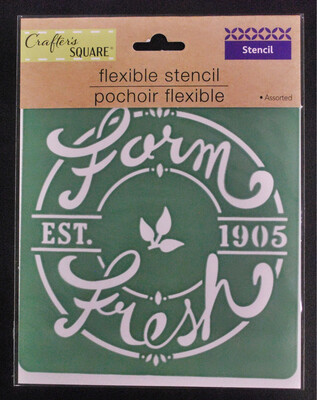 Crafter's
SQUARE®
Stencil
flexible stencil
pochoir flexible
• Assorted
Farm
EST. 1905
Fresh